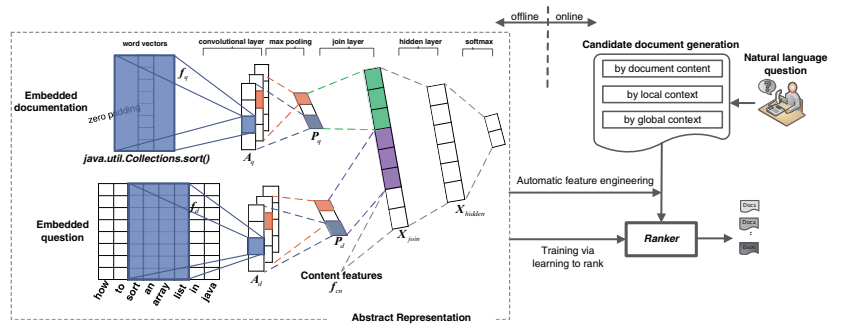 offline online
word vectors convolutional layer max pooling join layer hidden layer softmax
Candidate document generation
by document content
by local context
by global context
Natural language
question
?
Embedded
documentation
zero padding
f_q
java.util.Collections.sort()
A_q
P_q
Embedded
question
f_d
A_d
P_d
X_join
X_hidden
Content features
f_cn
how to sort an array list in java
Abstract Representation
Automatic feature engineering
Training via
learning to rank
Ranker
Doc1
Doc2
: